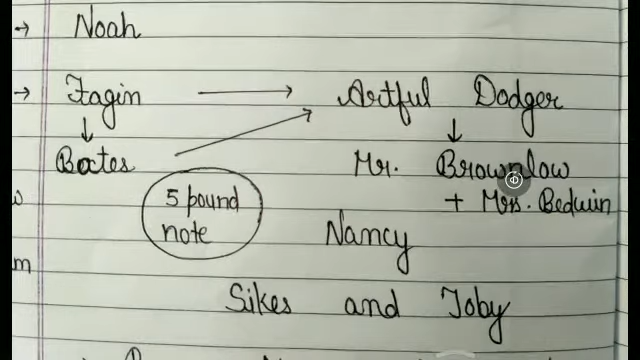 → Noah
→ Fagin → Artful Dodger
↓ ↓
Bates → Mr. Brownlow
+ Mrs. Bedwin
5 pound
note
Nancy
m
Sikes and Toby